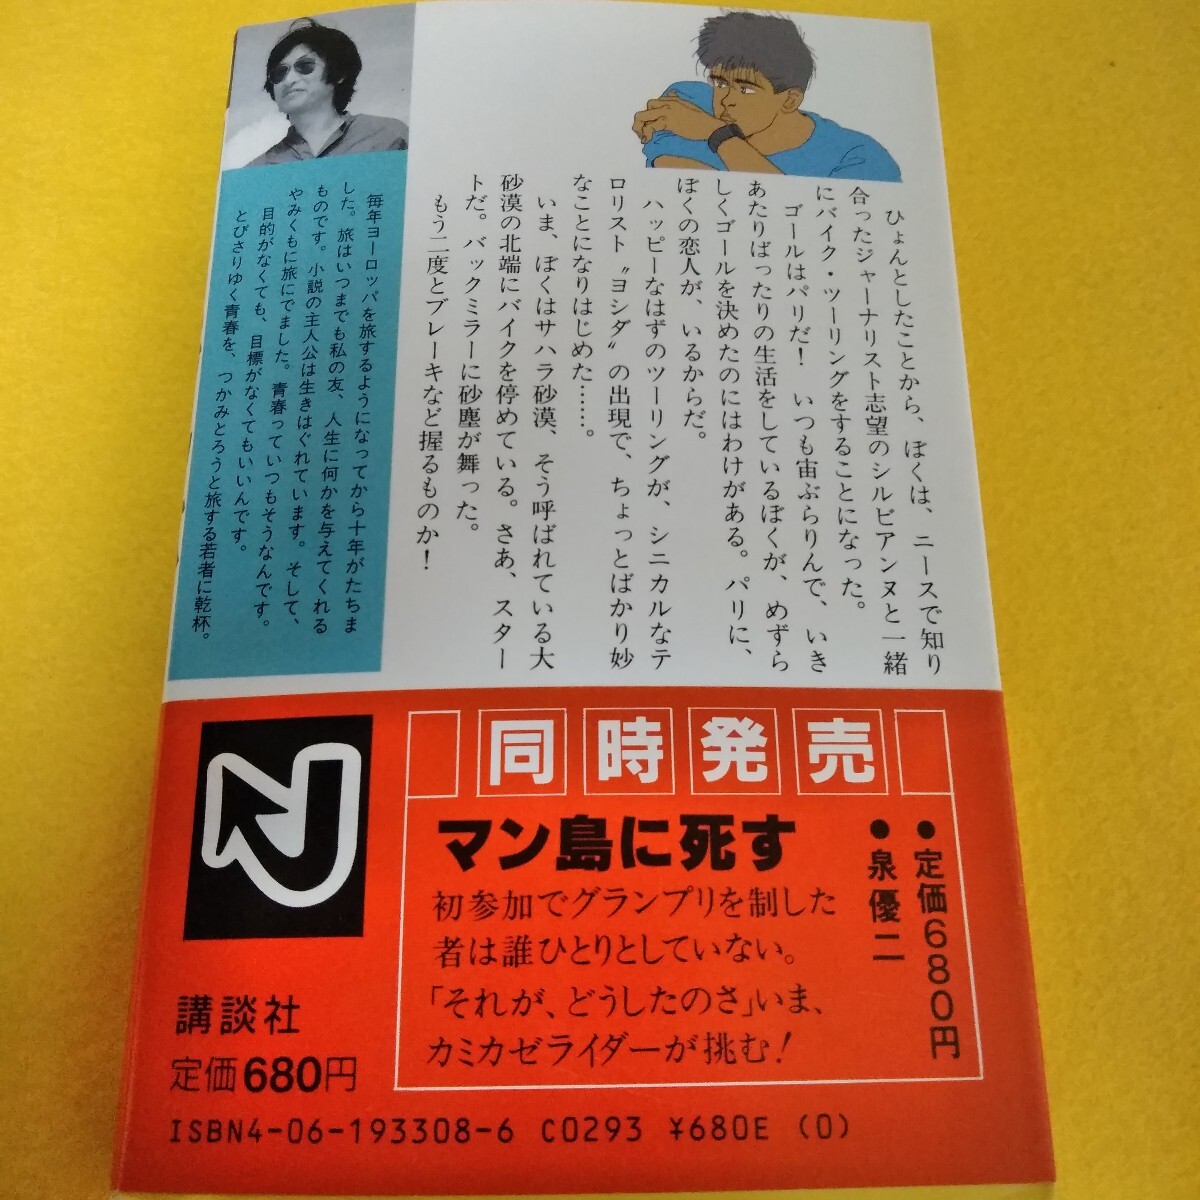 ひょんとしたことから、ぼくは、ニースで知り
合ったジャーナリスト志望のシルビアンヌと一緒
にバイク・ツーリングをすることになった。
ゴールはパリだ！　いつも宙ぶらりんで、いき
あたりばったりの生活をしているぼくが、めずら
しくゴールを決めたのにはわけがある。パリに、
ぼくの恋人が、いるからだ。
ハッピーなはずのツーリングが、シニカルなテ
ロリスト〝ヨシダ〟の出現で、ちょっとばかり妙
なことになりはじめた……。
いま、ぼくはサハラ砂漠、そう呼ばれている大
砂漠の北端にバイクを停めている。さあ、スター
トだ。バックミラーに砂塵が舞った。
もう二度とブレーキなど握るものか！
毎年ヨーロッパを旅するようになってから十年がたちま
した。旅はいつまでも私の友、人生に何かを与えてくれる
ものです。小説の主人公は生きはぐれています。そして、
やみくもに旅にでました。青春っていつもそうなんです。
目的がなくても、目標がなくてもいいんです。
とびさりゆく青春を、つかみとろうと旅する若者に乾杯。
同時発売
マン島に死す
●定価680円
●泉優二
初参加でグランプリを制した
者は誰ひとりとしていない。
「それが、どうしたのさ」いま、
カミカゼライダーが挑む！
講談社
定価680円
ISBN4-06-193308-6 C0293 ¥680E (0)